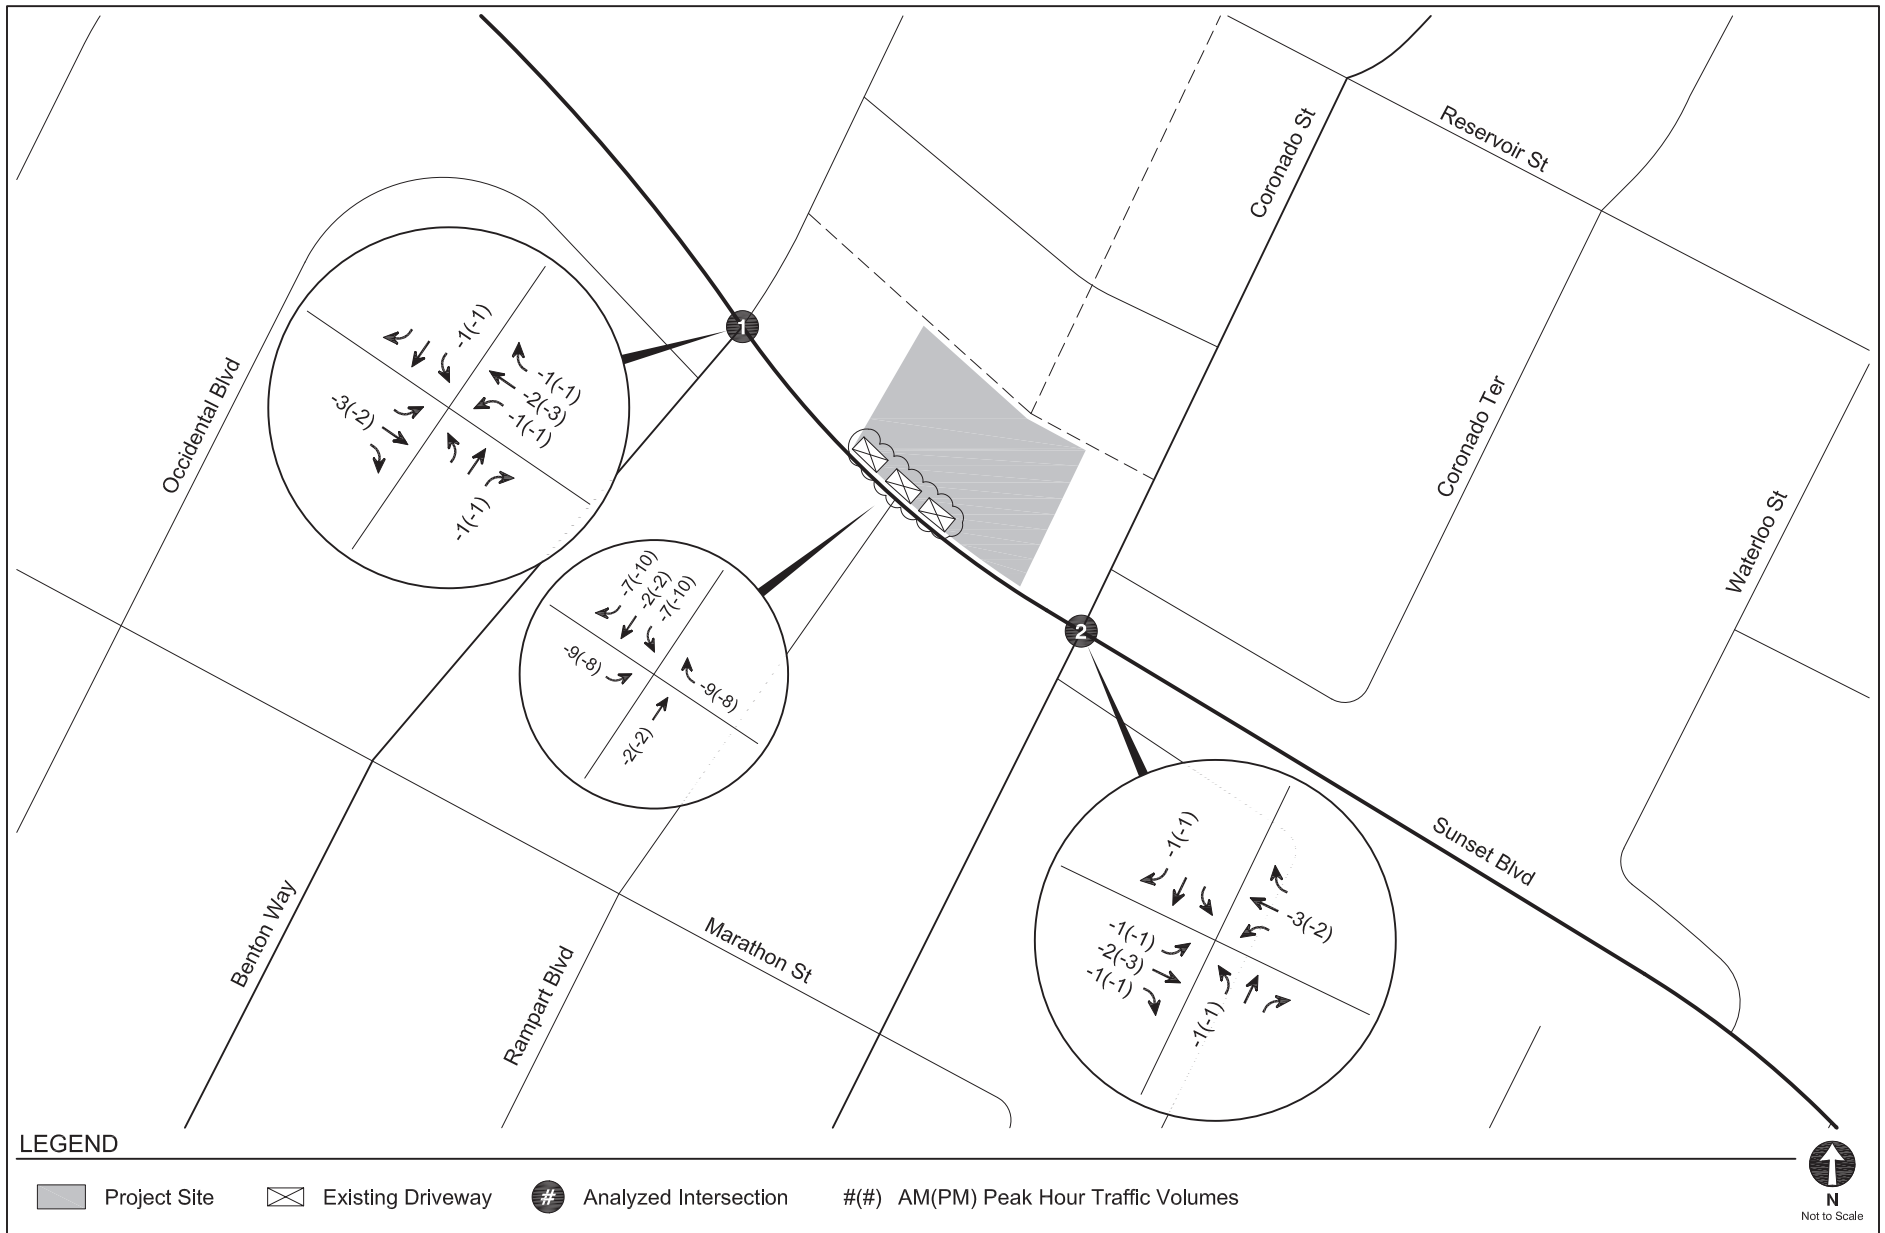 Coronado St
Reservoir St
1
-1(-1)
-1(-1)
-2(-3)
-1(-1)
-3(-2)
-1(-1)
Occidental Blvd
Coronado Ter
Waterloo St
-7(-10)
-2(-2)
-7(-10)
-9(-8)
-9(-8)
-2(-2)
2
-1(-1)
-3(-2)
-1(-1)
-2(-3)
-1(-1)
-1(-1)
Sunset Blvd
Benton Way
Rampart Blvd
Marathon St
LEGEND
Project Site
Existing Driveway
# Analyzed Intersection
#(#) AM(PM) Peak Hour Traffic Volumes
N
Not to Scale